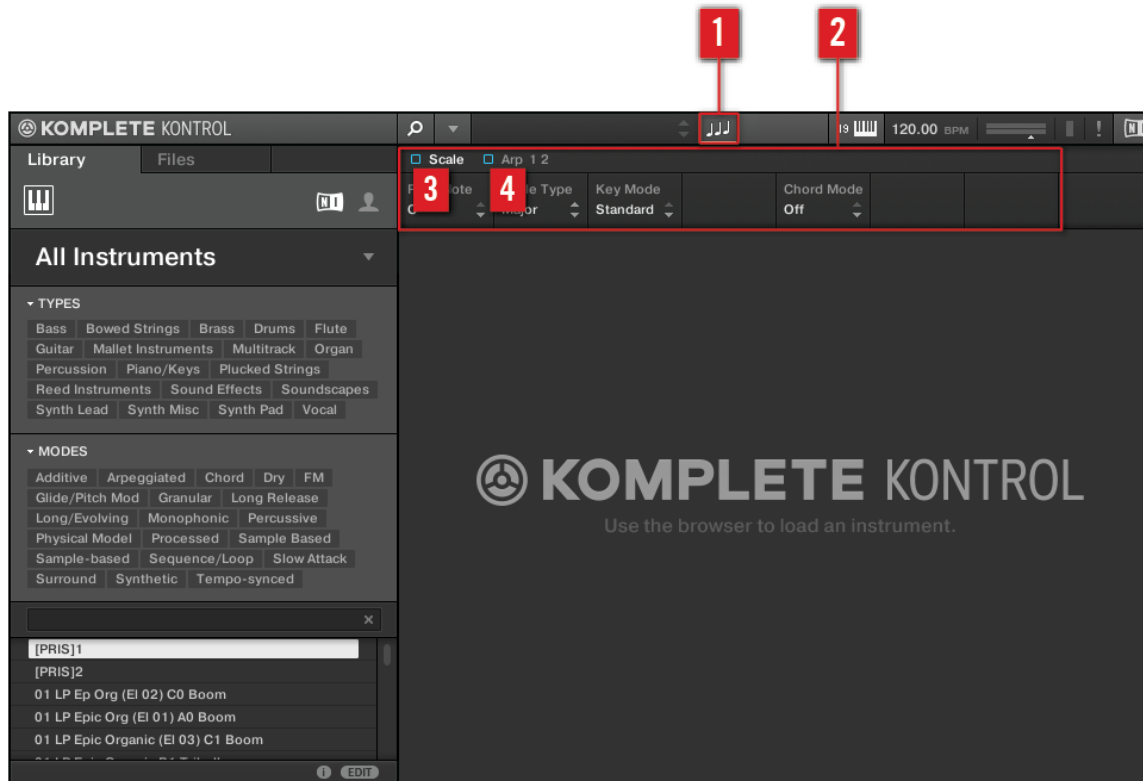 1
2
KOMPLETE KONTROL
19
120.00 BPM
!
Library
Files
Scale
Arp 1 2
NI
3
4
Type
Key Mode
Chord Mode
Standard
Off
All Instruments
TYPES
Bass Bowed Strings Brass Drums Flute
Guitar Mallet Instruments Multitrack Organ
Percussion Piano/Keys Plucked Strings
Reed Instruments Sound Effects Soundscapes
Synth Lead Synth Misc Synth Pad Vocal
MODES
Additive Arpeggiated Chord Dry FM
Glide/Pitch Mod Granular Long Release
Long/Evolving Monophonic Percussive
Physical Model Processed Sample Based
Sample-based Sequence/Loop Slow Attack
Surround Synthetic Tempo-synced
KOMPLETE KONTROL
Use the browser to load an instrument.
[PRIS]1
[PRIS]2
01 LP Ep Org (El 02) C0 Boom
01 LP Epic Org (El 01) A0 Boom
01 LP Epic Organic (El 03) C1 Boom
i EDIT